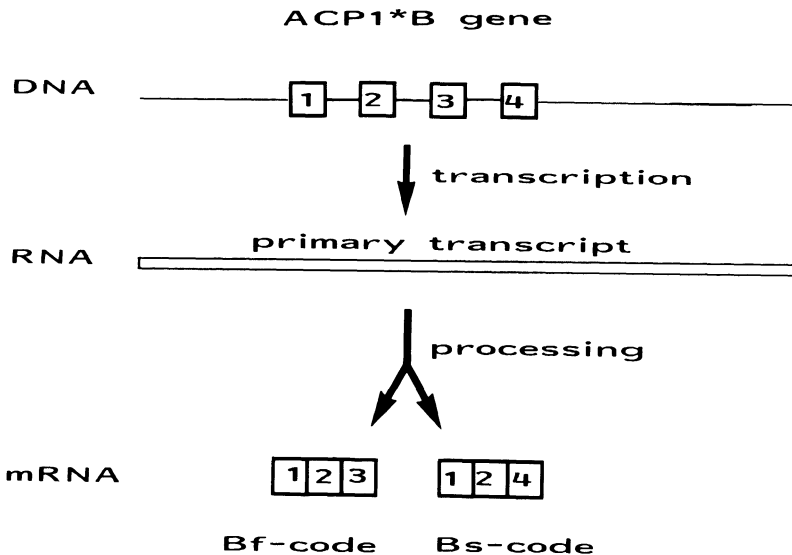 ACP1*B gene
DNA
1 2 3 4
transcription
primary transcript
RNA
processing
mRNA
1 2 3 1 2 4
Bf-code Bs-code